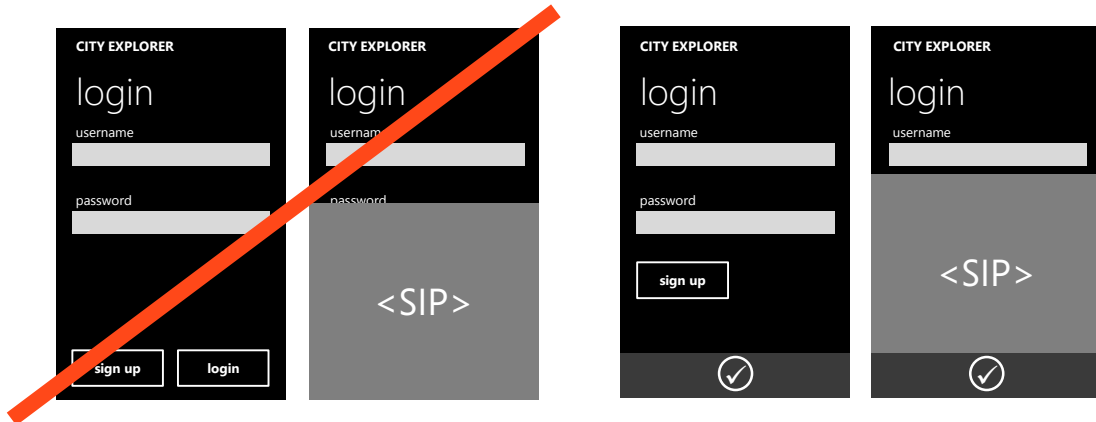 CITY EXPLORER
login
username
password
sign up
login
CITY EXPLORER
login
username
password
<SIP>
CITY EXPLORER
login
username
password
sign up
CITY EXPLORER
login
username
<SIP>